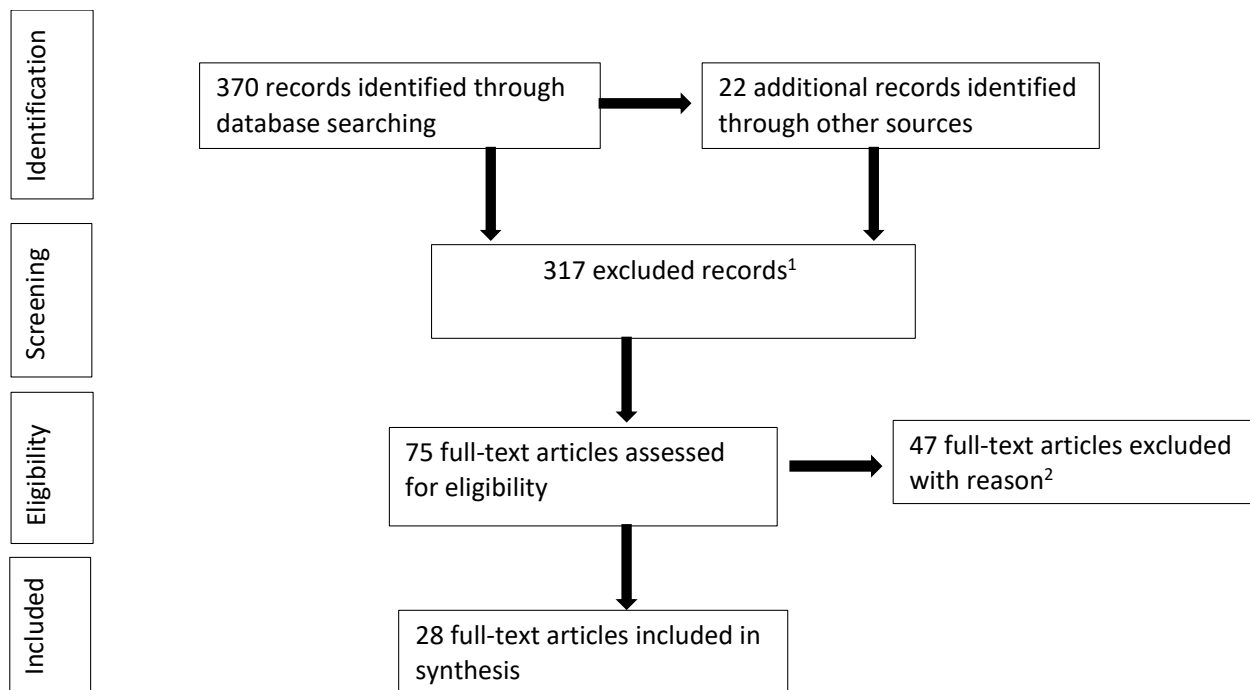 Identification
370 records identified through
database searching
22 additional records identified
through other sources
Screening
317 excluded records¹
Eligibility
75 full-text articles assessed
for eligibility
47 full-text articles excluded
with reason²
Included
28 full-text articles included in
synthesis